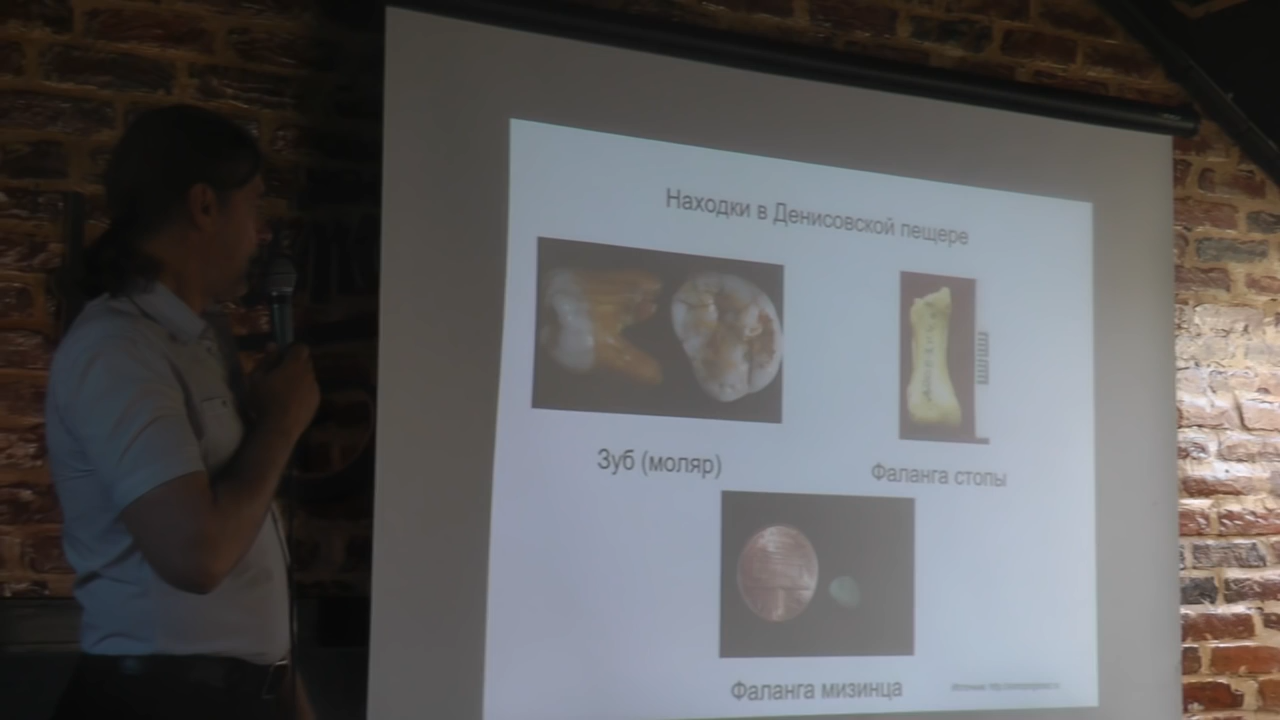 Находки в Денисовской пещере
Зуб (моляр)
Фаланга стопы
Фаланга мизинца